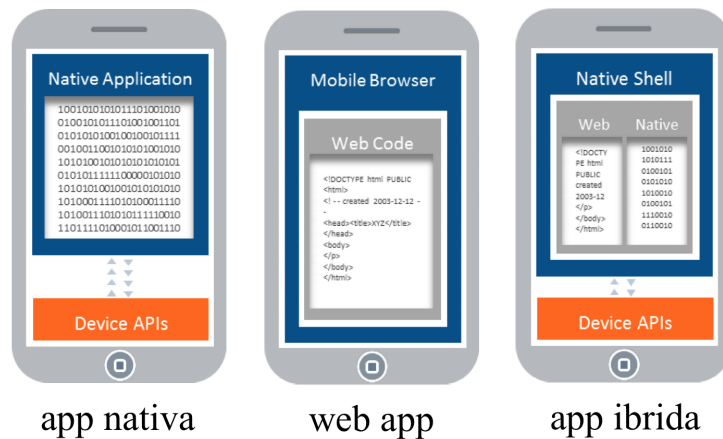 Native Application
1001010101011101001010
0100101011101001001101
0101010100100100101111
0010011001010101001010
1010100101010101010101
0101011111100000101010
1010101001001010101010
1010001111010100011110
1010011101010111110010
1101111010001011001110
Device APIs
app nativa
Mobile Browser
Web Code
<!DOCTYPE html PUBLIC
<html>
<! -- created 2003-12-12 -
-
<head><title>XYZ</title>
</head>
<body>
</p>
</body>
</html>
web app
Native Shell
Web
<!DOCTY
PE html
PUBLIC
created
2003-12
</p>
</body>
</html>
Native
1001010
1010111
0100101
0101010
1010010
0100101
1110010
0110010
Device APIs
app ibrida